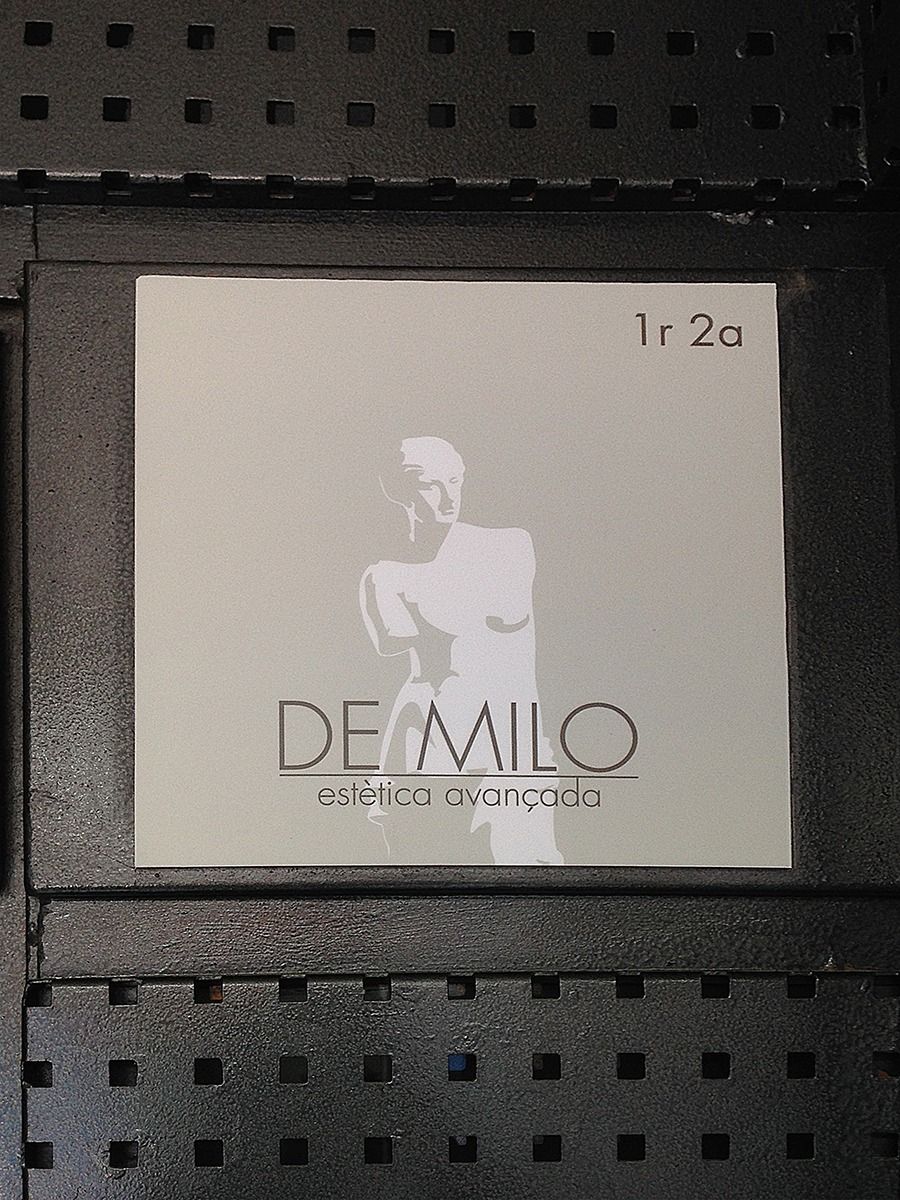 1r 2a
DE MILO
estètica avançada